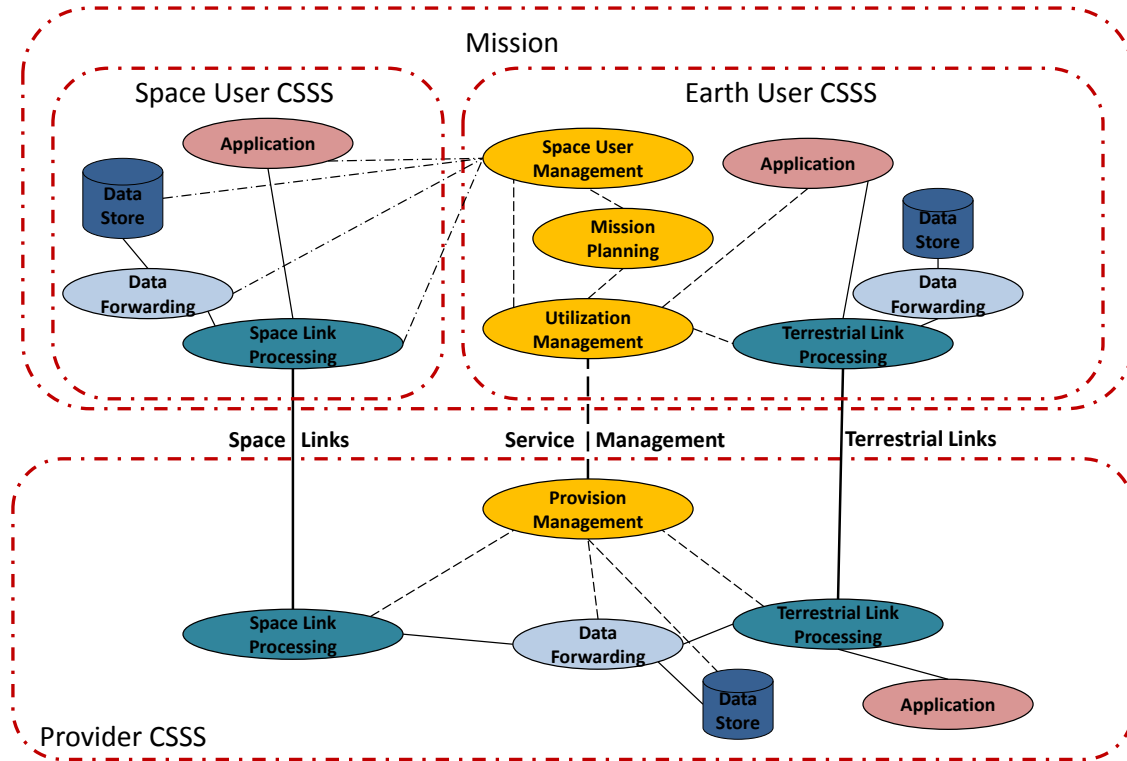 Mission
Space User CSSS
Earth User CSSS
Application
Data
Store
Data
Forwarding
Space Link
Processing
Space User
Management
Mission
Planning
Utilization
Management
Application
Data
Store
Data
Forwarding
Terrestrial Link
Processing
Space Links
Service Management
Terrestrial Links
Provision
Management
Space Link
Processing
Data
Forwarding
Terrestrial Link
Processing
Data
Store
Application
Provider CSSS